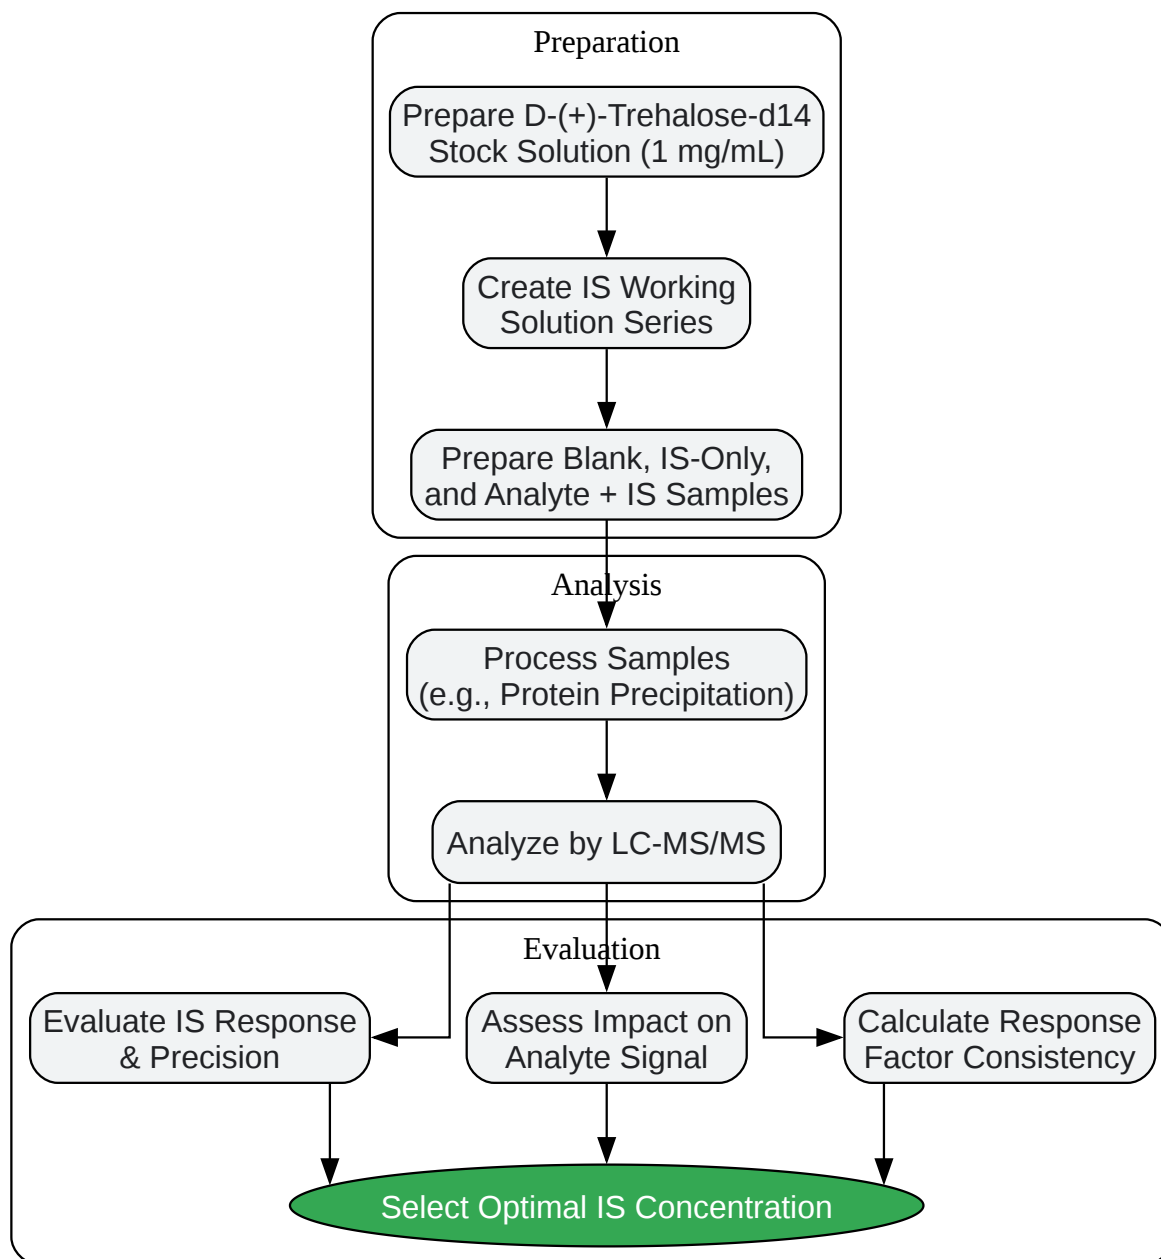 Preparation
Prepare D-(+)-Trehalose-d14
Stock Solution (1 mg/mL)
Create IS Working
Solution Series
Prepare Blank, IS-Only,
and Analyte + IS Samples
Analysis
Process Samples
(e.g., Protein Precipitation)
Analyze by LC-MS/MS
Evaluation
Evaluate IS Response
& Precision
Assess Impact on
Analyte Signal
Calculate Response
Factor Consistency
Select Optimal IS Concentration